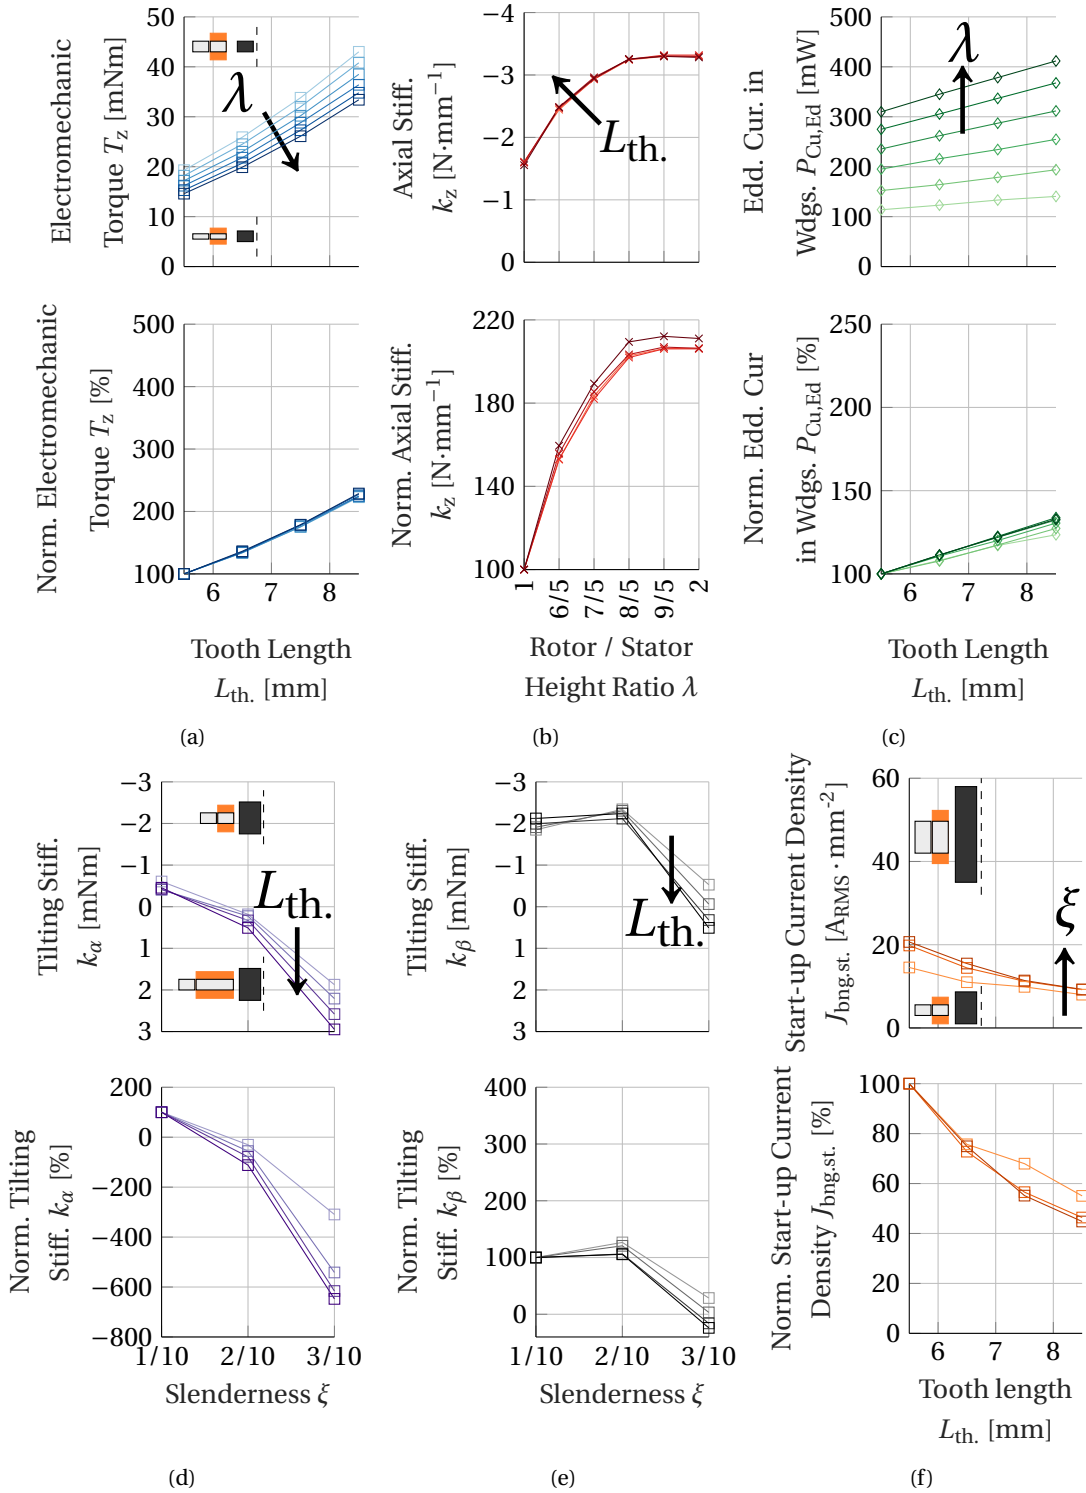 Electromechanic
Torque T_z [mNm]
50
40
30
20
10
0
λ
Axial Stiff.
k_z [N·mm⁻¹]
−4
−3
−2
−1
0
L_th.
Edd. Cur. in
Wdgs. P_Cu,Ed [mW]
500
400
300
200
100
0
λ
Norm. Electromechanic
Torque T_z [%]
500
400
300
200
100
6 7 8
Tooth Length
L_th. [mm]
(a)
Norm. Axial Stiff.
k_z [N·mm⁻¹]
220
180
140
100
1 6/5 7/5 8/5 9/5 2
Rotor / Stator
Height Ratio λ
(b)
Norm. Edd. Cur
in Wdgs. P_Cu,Ed [%]
250
200
150
100
6 7 8
Tooth Length
L_th. [mm]
(c)
Tilting Stiff.
k_α [mNm]
−3
−2
−1
0
1
2
3
L_th.
Tilting Stiff.
k_β [mNm]
−3
−2
−1
0
1
2
3
L_th.
Start-up Current Density
J_bng.st. [A_RMS·mm⁻²]
60
40
20
0
ξ
Norm. Tilting
Stiff. k_α [%]
200
0
−200
−400
−600
−800
1/10 2/10 3/10
Slenderness ξ
(d)
Norm. Tilting
Stiff. k_β [%]
400
300
200
100
0
1/10 2/10 3/10
Slenderness ξ
(e)
Norm. Start-up Current
Density J_bng.st. [%]
100
80
60
40
20
0
6 7 8
Tooth length
L_th. [mm]
(f)